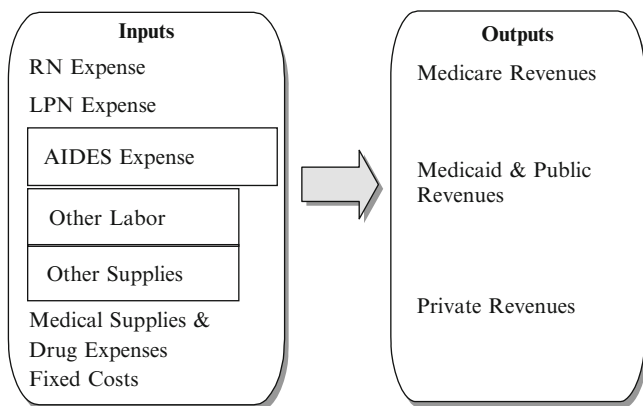 Inputs
RN Expense
LPN Expense
AIDES Expense
Other Labor
Other Supplies
Medical Supplies &
Drug Expenses
Fixed Costs
Outputs
Medicare Revenues
Medicaid & Public
Revenues
Private Revenues